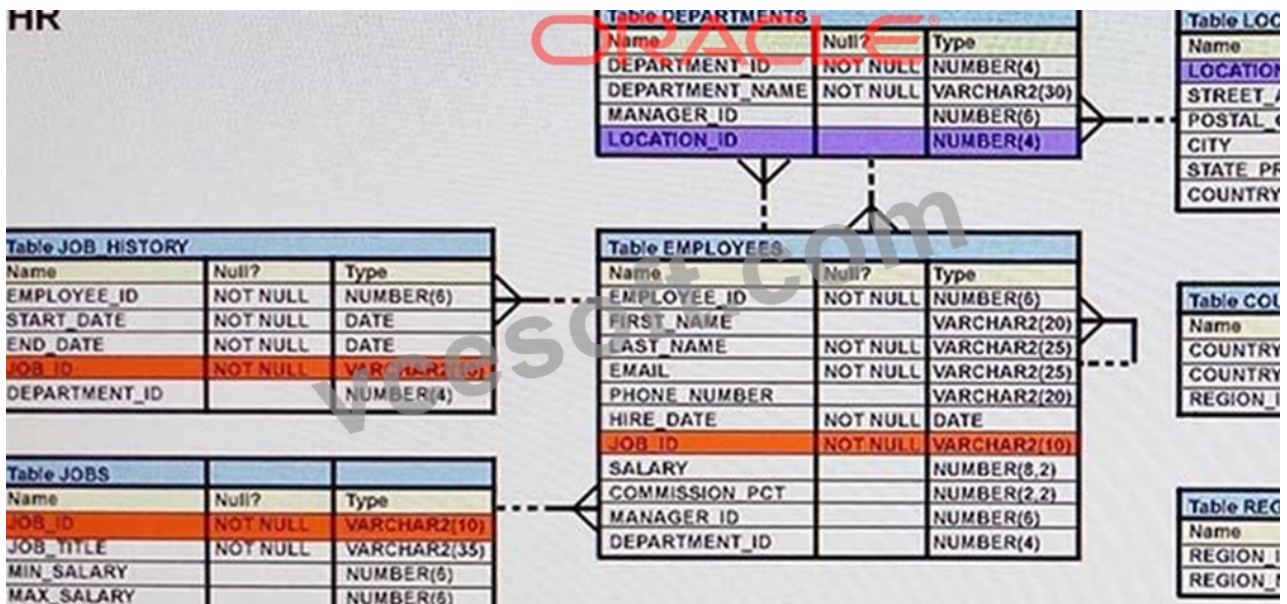 HR
ORACLE
Table DEPARTMENTS
Name Null? Type
DEPARTMENT_ID NOT NULL NUMBER(4)
DEPARTMENT_NAME NOT NULL VARCHAR2(30)
MANAGER_ID NUMBER(6)
LOCATION_ID NUMBER(4)
Table LOC
Name
LOCATION
STREET_A
POSTAL_C
CITY
STATE_PR
COUNTRY
Table JOB_HISTORY
Name Null? Type
EMPLOYEE_ID NOT NULL NUMBER(6)
START_DATE NOT NULL DATE
END_DATE NOT NULL DATE
JOB_ID NOT NULL VARCHAR2(10)
DEPARTMENT_ID NUMBER(4)
Table EMPLOYEES
Name Null? Type
EMPLOYEE_ID NOT NULL NUMBER(6)
FIRST_NAME VARCHAR2(20)
LAST_NAME NOT NULL VARCHAR2(25)
EMAIL NOT NULL VARCHAR2(25)
PHONE_NUMBER VARCHAR2(20)
HIRE_DATE NOT NULL DATE
JOB_ID NOT NULL VARCHAR2(10)
SALARY NUMBER(8,2)
COMMISSION_PCT NUMBER(2,2)
MANAGER_ID NUMBER(6)
DEPARTMENT_ID NUMBER(4)
Table COU
Name
COUNTRY
COUNTRY
REGION_I
Table JOBS
Name Null? Type
JOB_ID NOT NULL VARCHAR2(10)
JOB_TITLE NOT NULL VARCHAR2(35)
MIN_SALARY NUMBER(6)
MAX_SALARY NUMBER(6)
Table REG
Name
REGION_I
REGION_N
vcesoft.com